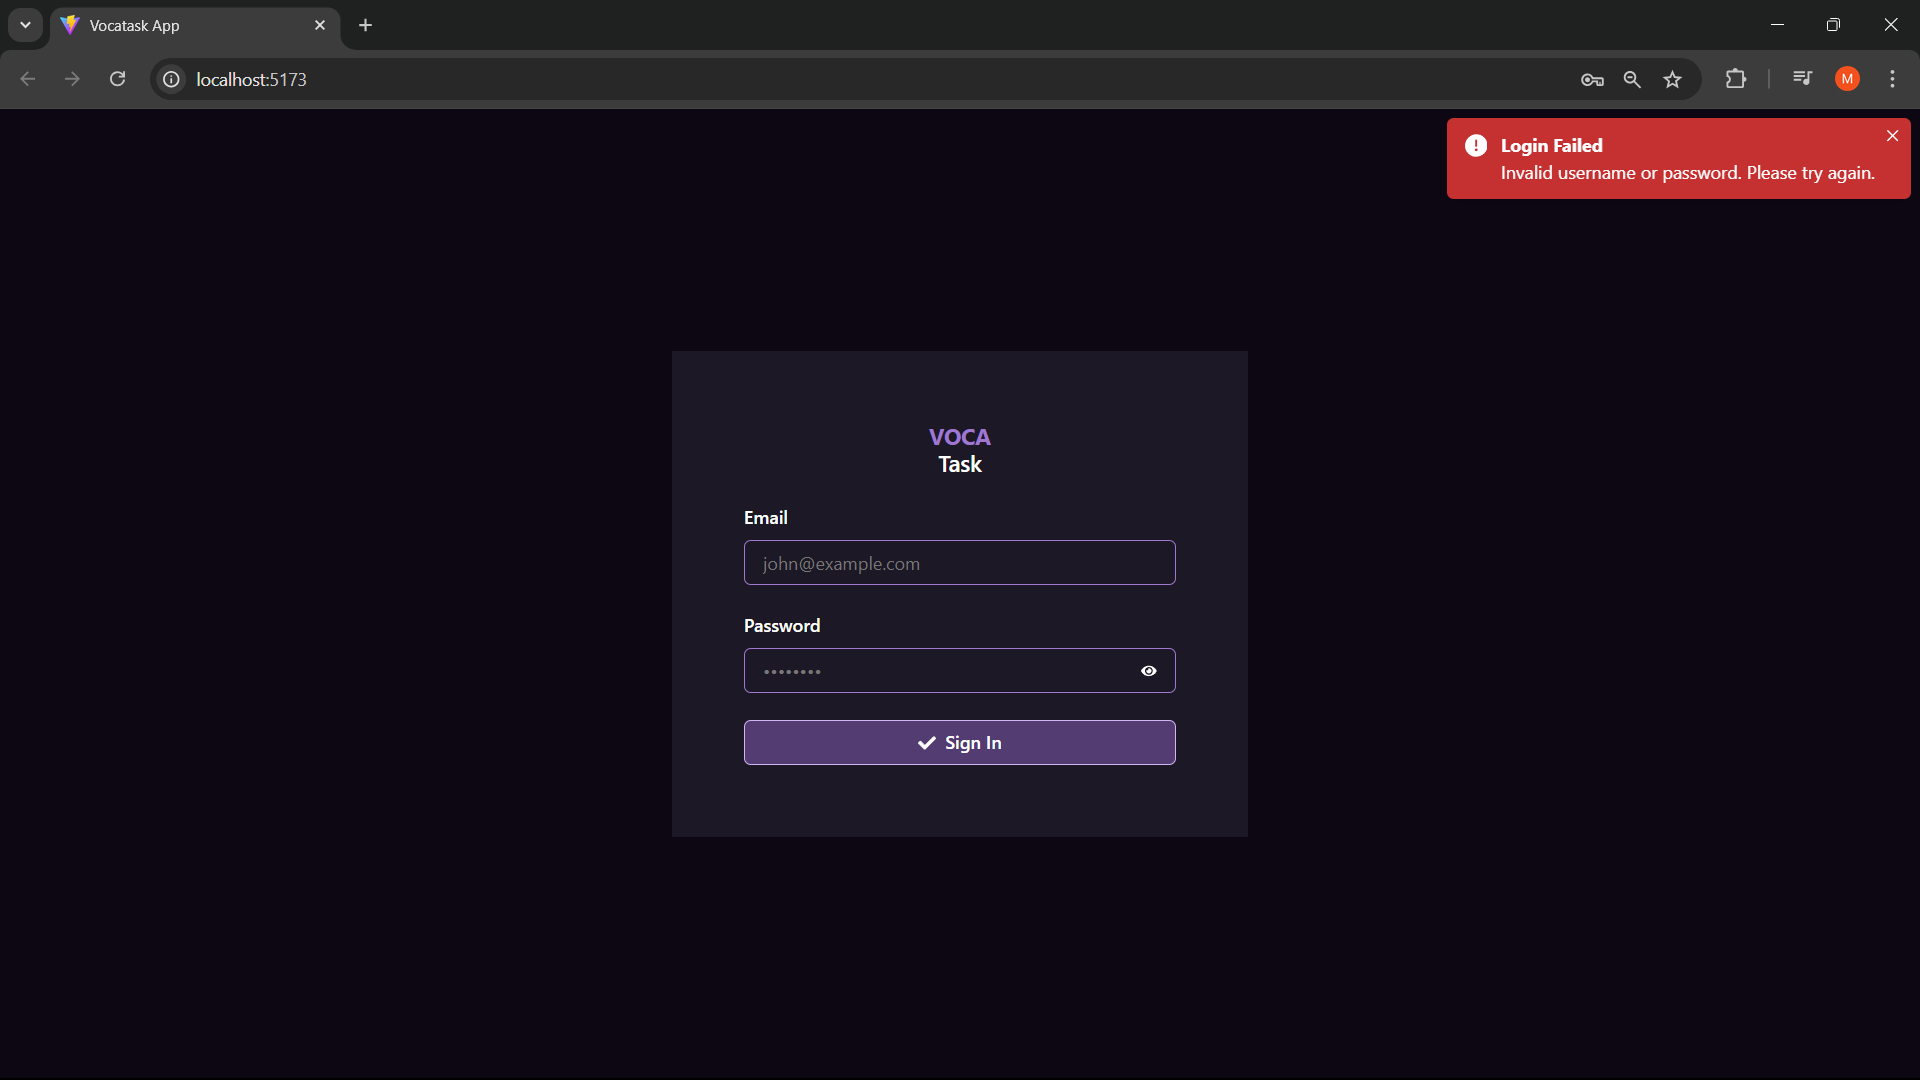 Vocatask App
localhost:5173
M
Login Failed
Invalid username or password. Please try again.
VOCA
Task
Email
john@example.com
Password
••••••••
Sign In